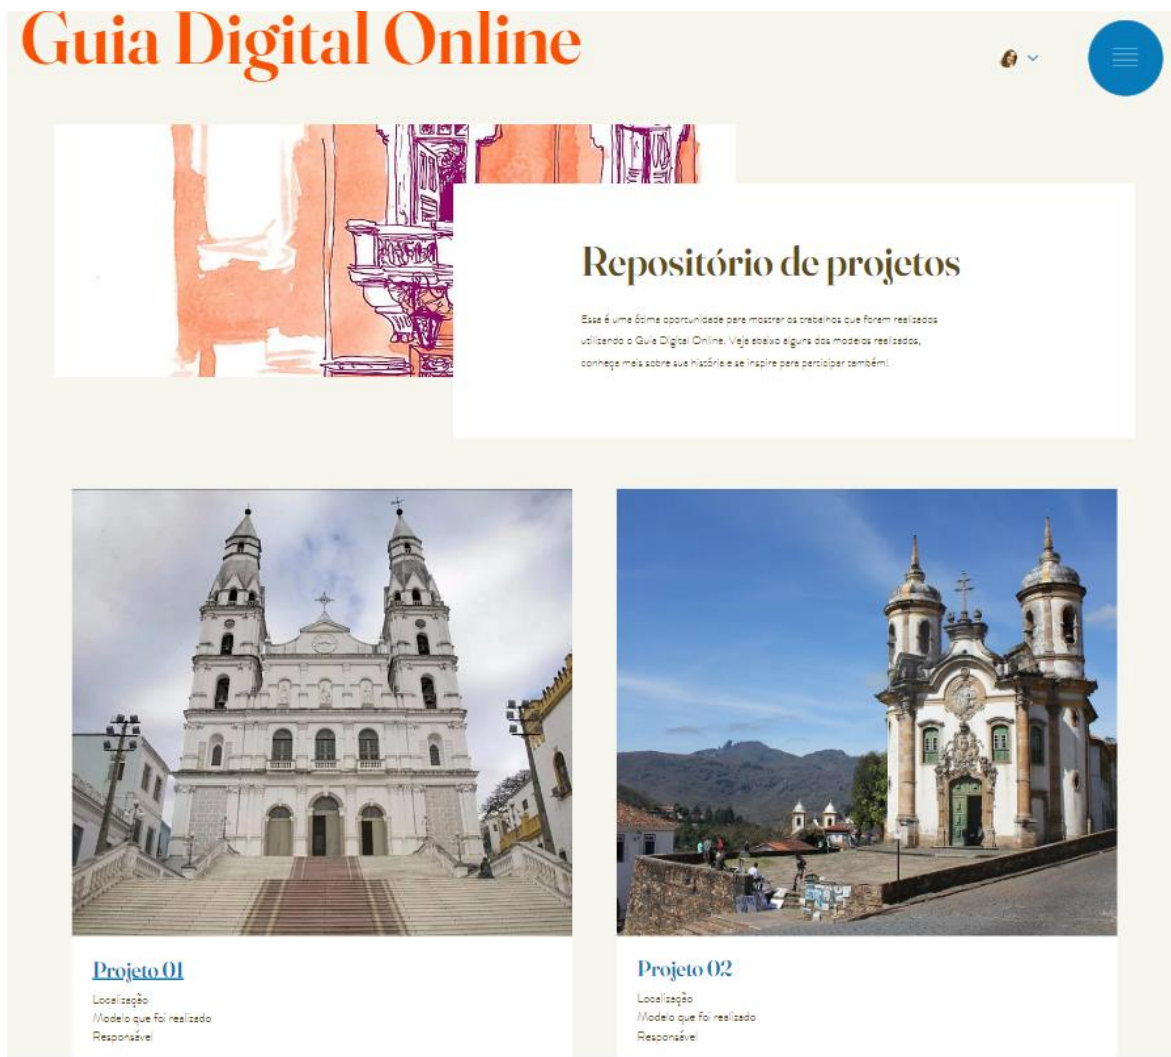 Guia Digital Online
Repositório de projetos
Essa é uma ótima oportunidade para mostrar os trabalhos que foram realizados
utilizando o Guia Digital Online. Veja abaixo alguns dos modelos realizados,
conheça mais sobre sua história e se inspire para participar também!
Projeto 01
Localização
Modelo que foi realizado
Responsável
Projeto 02
Localização
Modelo que foi realizado
Responsável